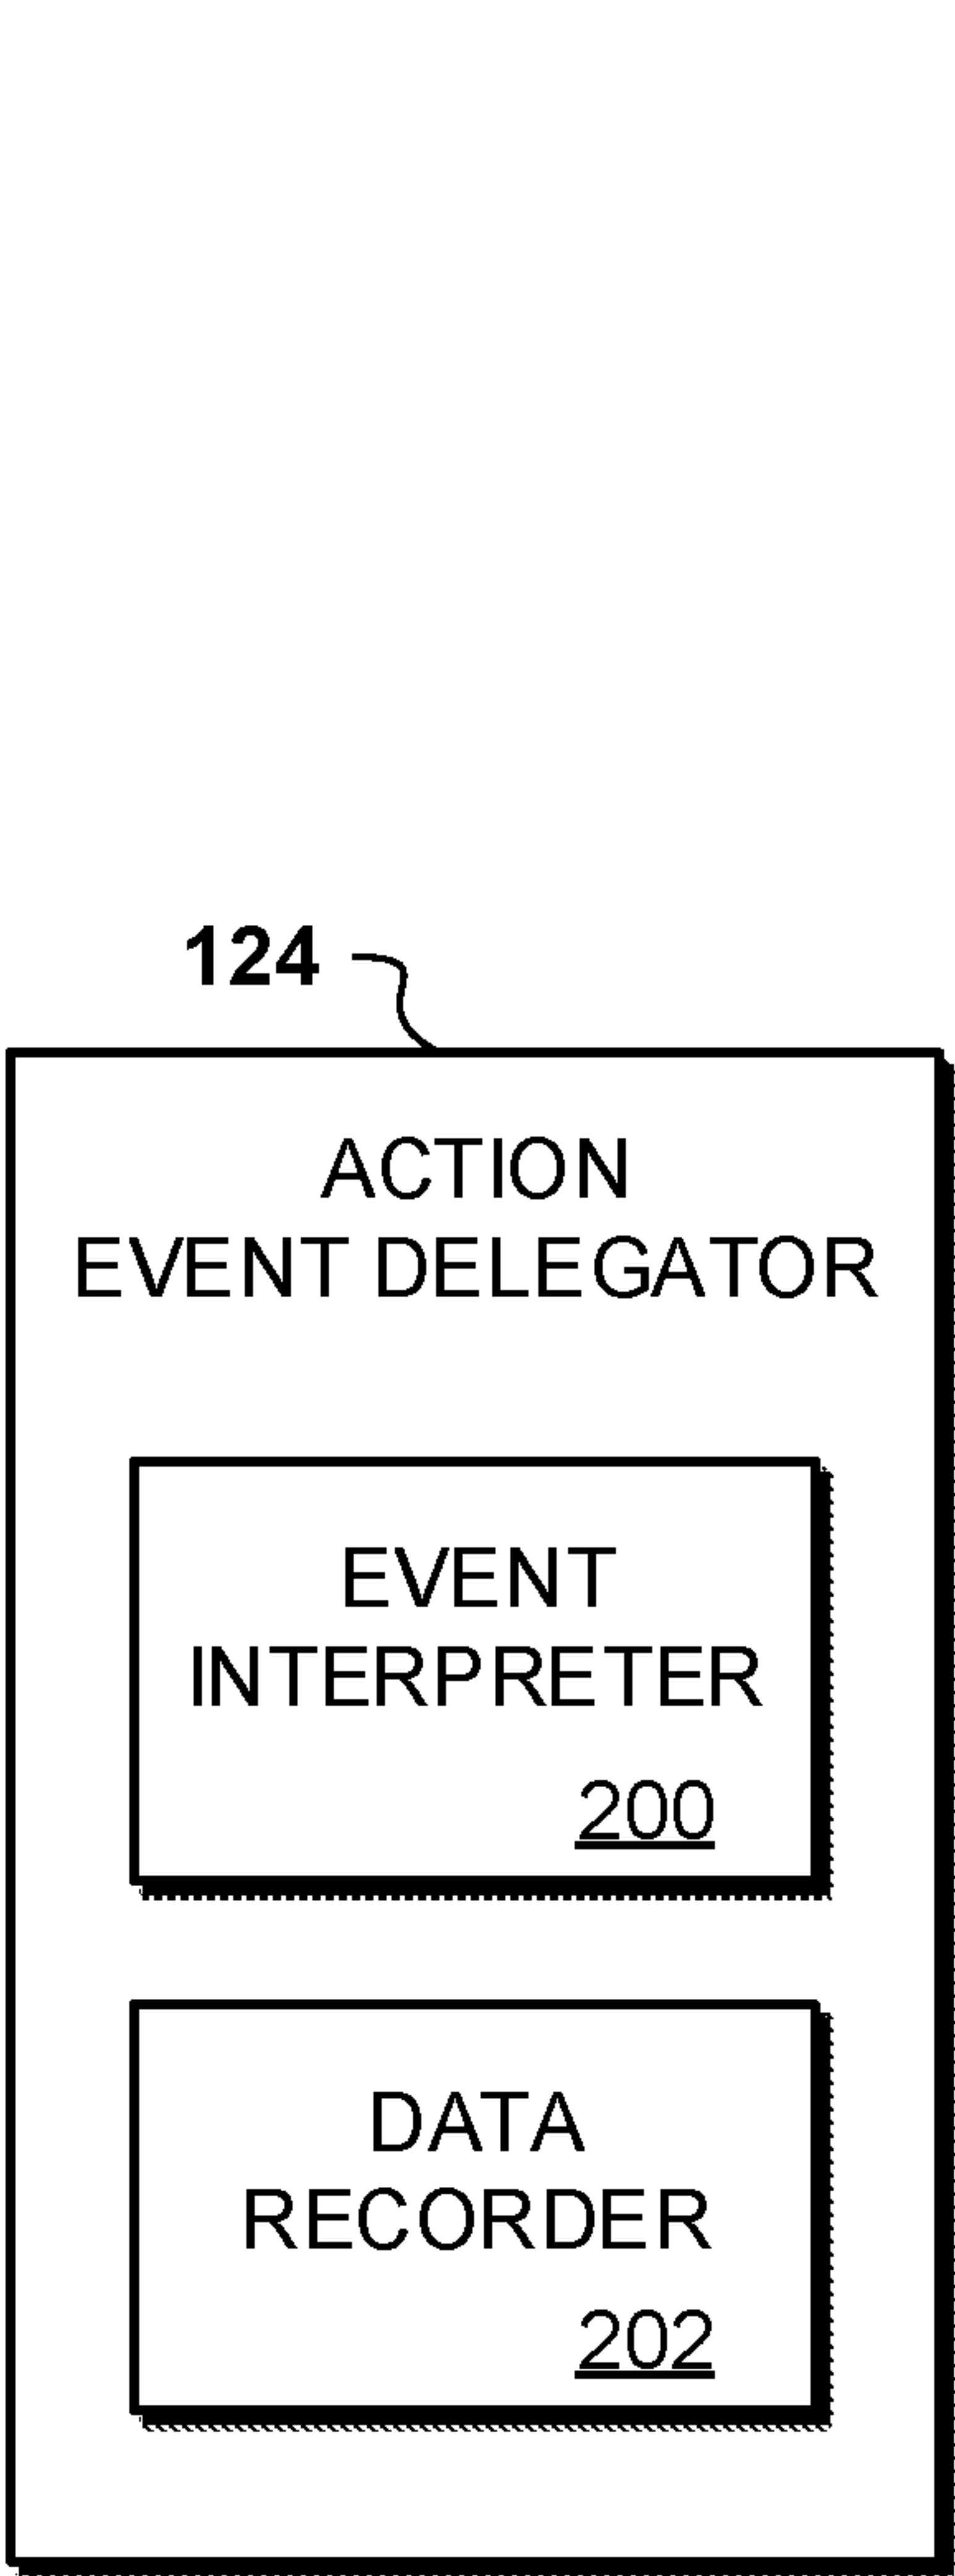 124
ACTION
EVENT DELEGATOR
EVENT
INTERPRETER
200
DATA
RECORDER
202